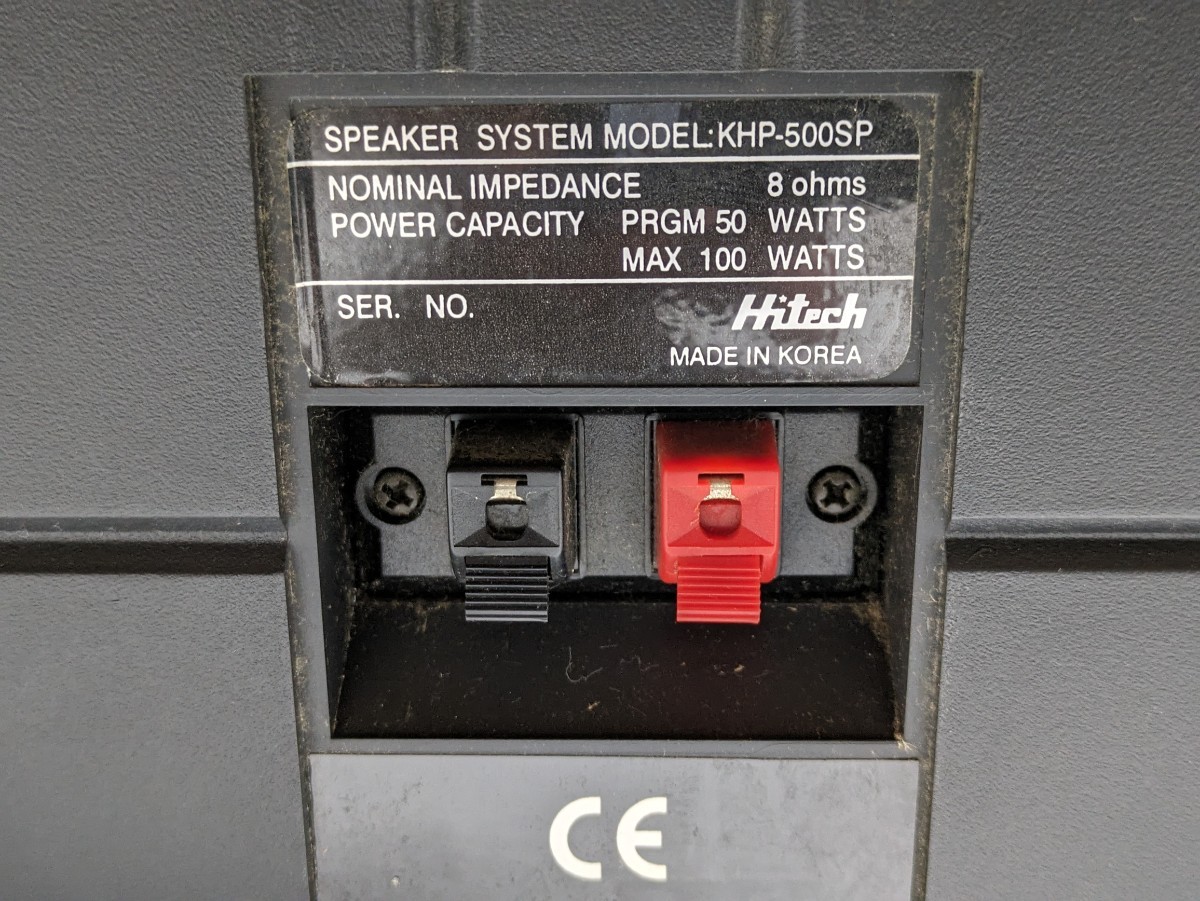 SPEAKER SYSTEM MODEL:KHP-500SP
NOMINAL IMPEDANCE 8 ohms
POWER CAPACITY PRGM 50 WATTS
MAX 100 WATTS
SER. NO.
Hitech
MADE IN KOREA
CE